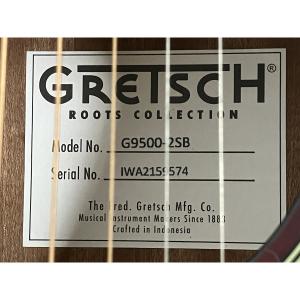 GRETSCH®
ROOTS COLLECTION
Model No. G9500-2SB
Serial No. IWA2159574
The Fred. Gretsch Mfg. Co.
Musical Instrument Makers Since 1883
Crafted in Indonesia